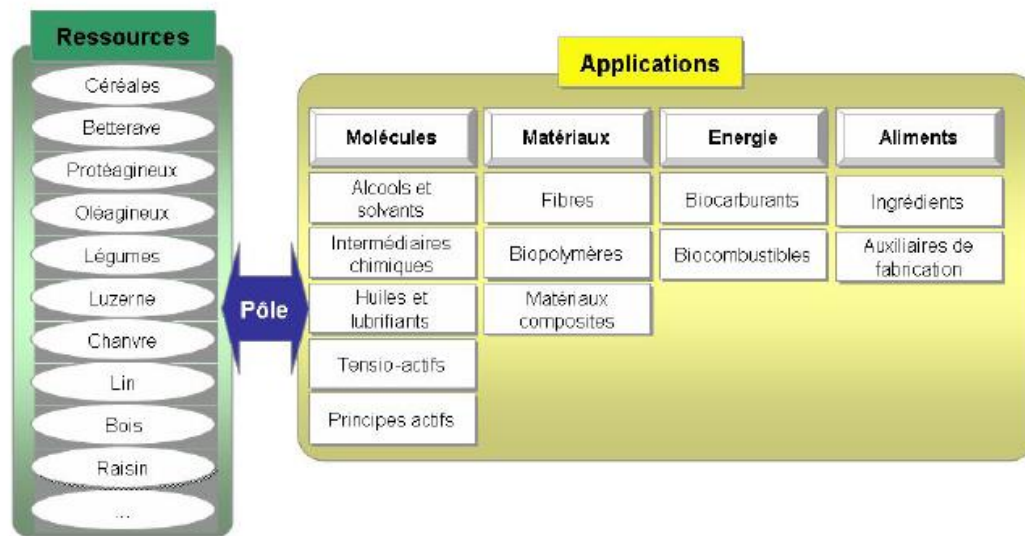 Ressources
Céréales
Betterave
Protéagineux
Oléagineux
Légumes
Luzerne
Chanvre
Lin
Bois
Raisin
...
Pôle
Applications
Molécules
Alcools et
solvants
Intermédiaires
chimiques
Huiles et
lubrifiants
Tensio-actifs
Principes actifs
Matériaux
Fibres
Biopolymères
Matériaux
composites
Energie
Biocarburants
Biocombustibles
Aliments
Ingrédients
Auxiliaires de
fabrication